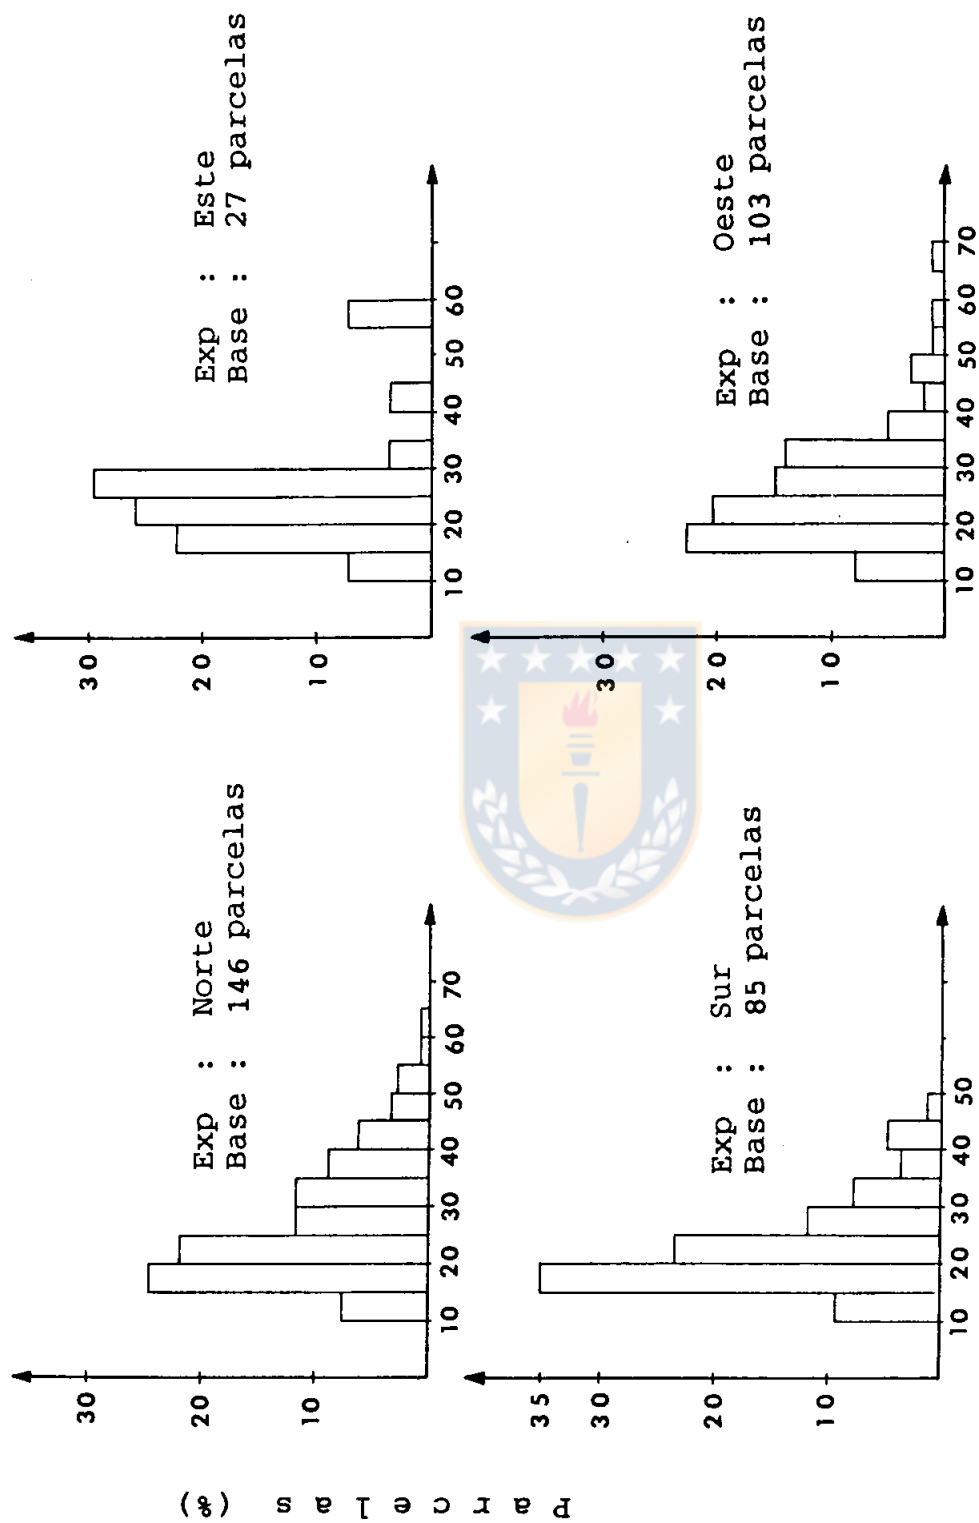 Parcelas (%)
30
20
10
Exp : Norte
Base : 146 parcelas
10 20 30 40 50 60 70
30
20
10
Exp : Este
Base : 27 parcelas
10 20 30 40 50 60
35
30
20
10
Exp : Sur
Base : 85 parcelas
10 20 30 40 50
30
20
10
Exp : Oeste
Base : 103 parcelas
10 20 30 40 50 60 70